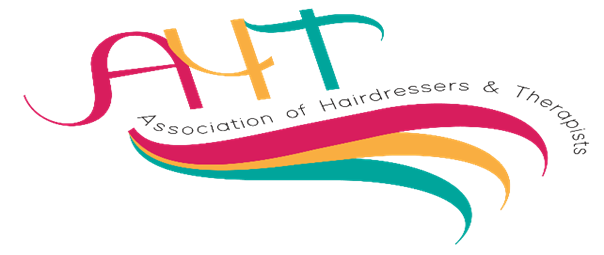 AHT
Association of Hairdressers & Therapists